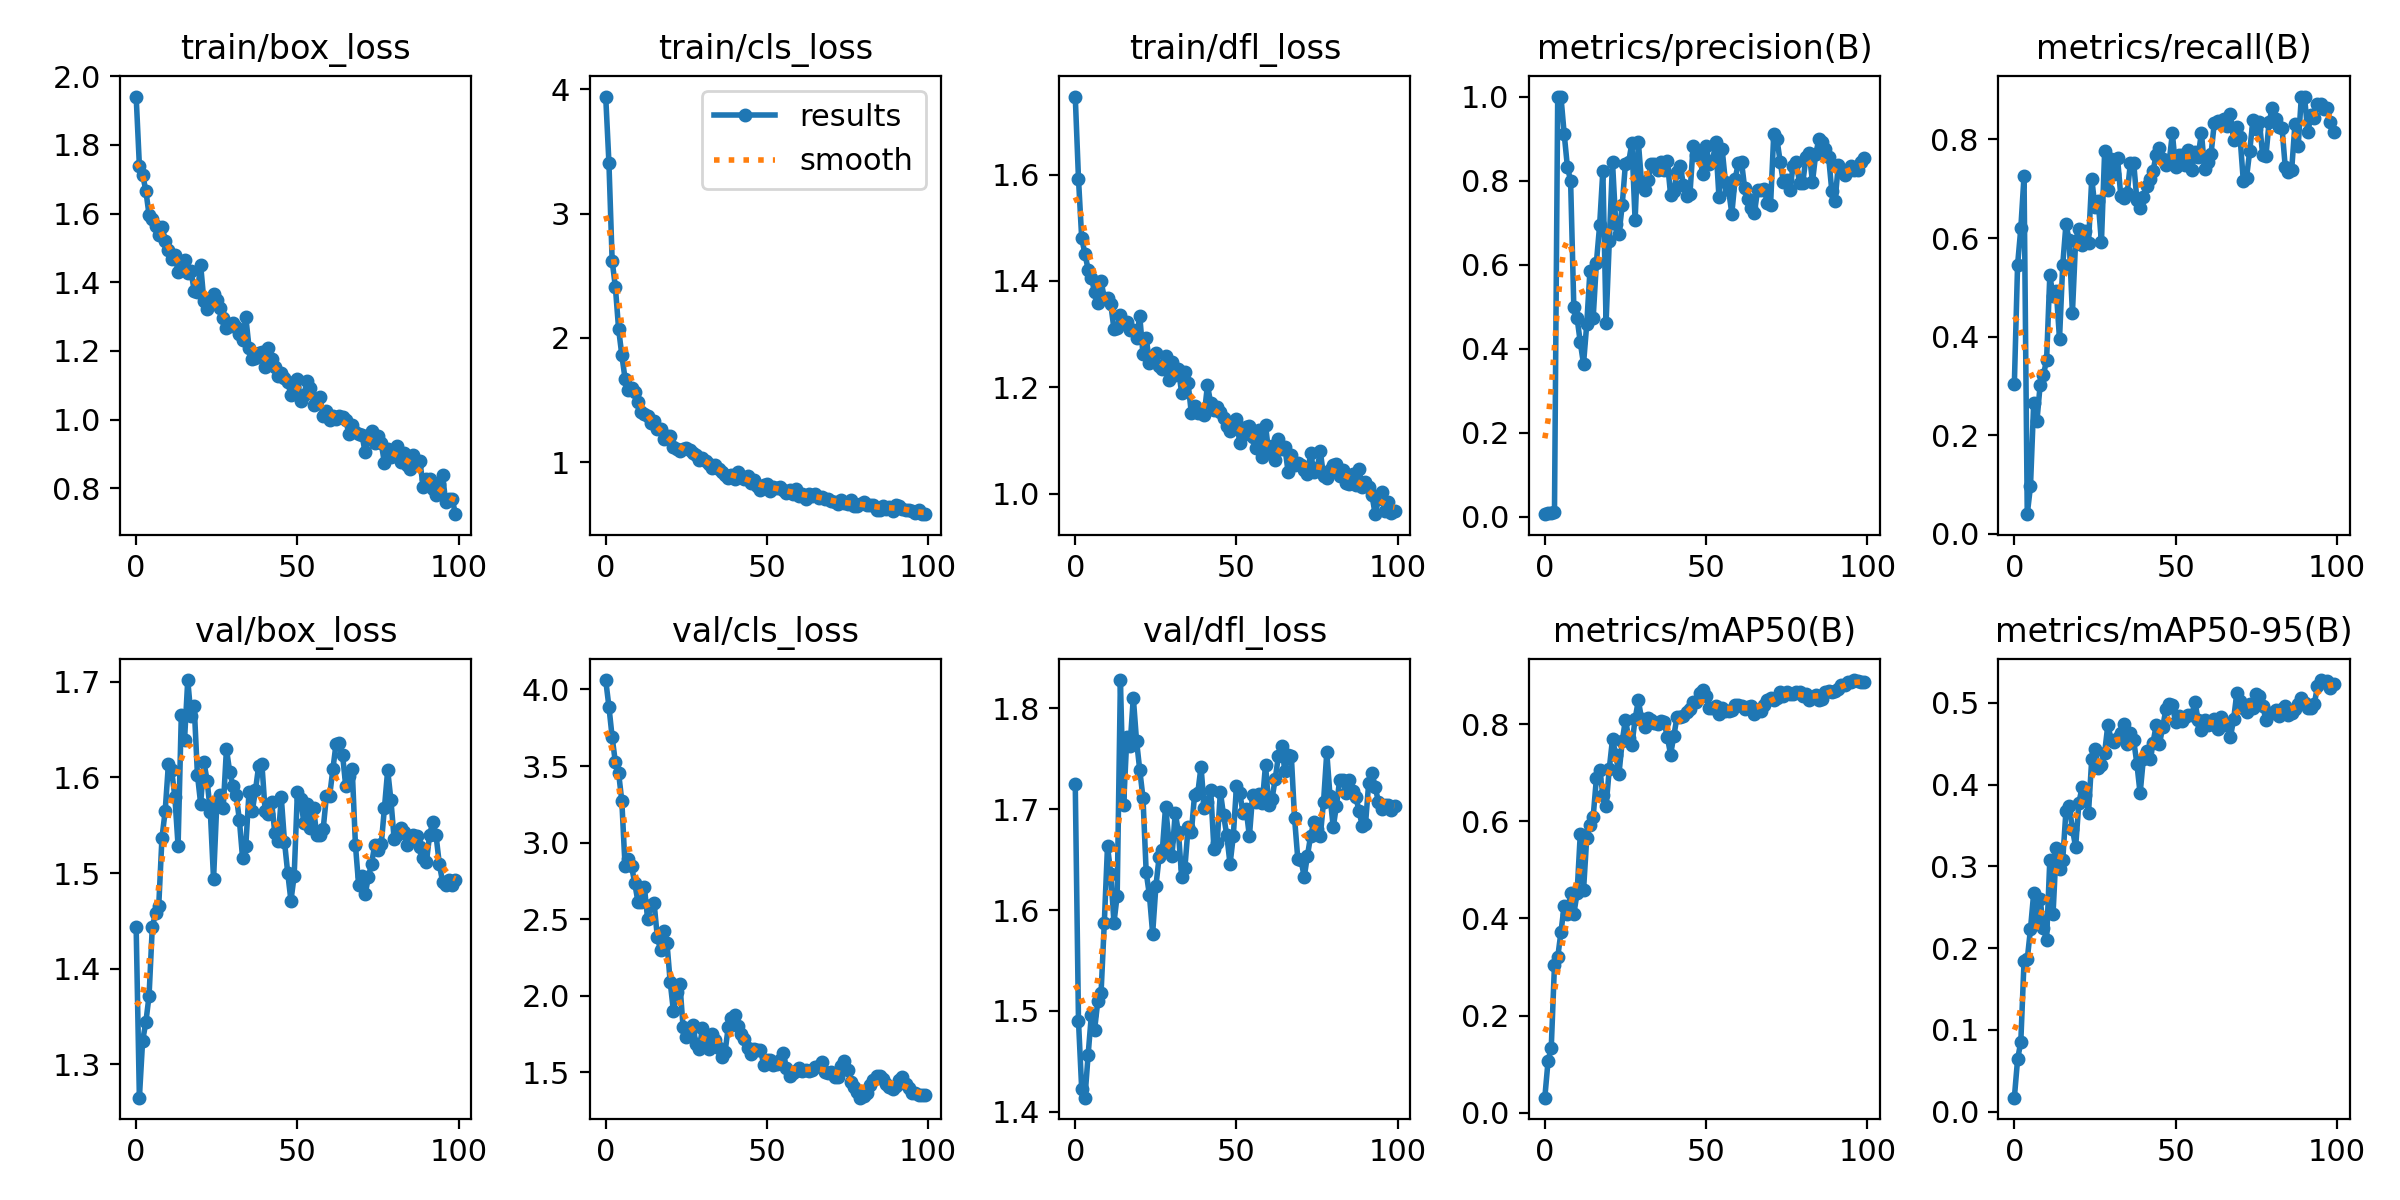 train/box_loss
2.0
1.8
1.6
1.4
1.2
1.0
0.8
0 50 100
train/cls_loss
4
3
2
1
0 50 100
results
smooth
train/dfl_loss
1.6
1.4
1.2
1.0
0 50 100
metrics/precision(B)
1.0
0.8
0.6
0.4
0.2
0.0
0 50 100
metrics/recall(B)
0.8
0.6
0.4
0.2
0.0
0 50 100
val/box_loss
1.7
1.6
1.5
1.4
1.3
0 50 100
val/cls_loss
4.0
3.5
3.0
2.5
2.0
1.5
0 50 100
val/dfl_loss
1.8
1.7
1.6
1.5
1.4
0 50 100
metrics/mAP50(B)
0.8
0.6
0.4
0.2
0.0
0 50 100
metrics/mAP50-95(B)
0.5
0.4
0.3
0.2
0.1
0.0
0 50 100